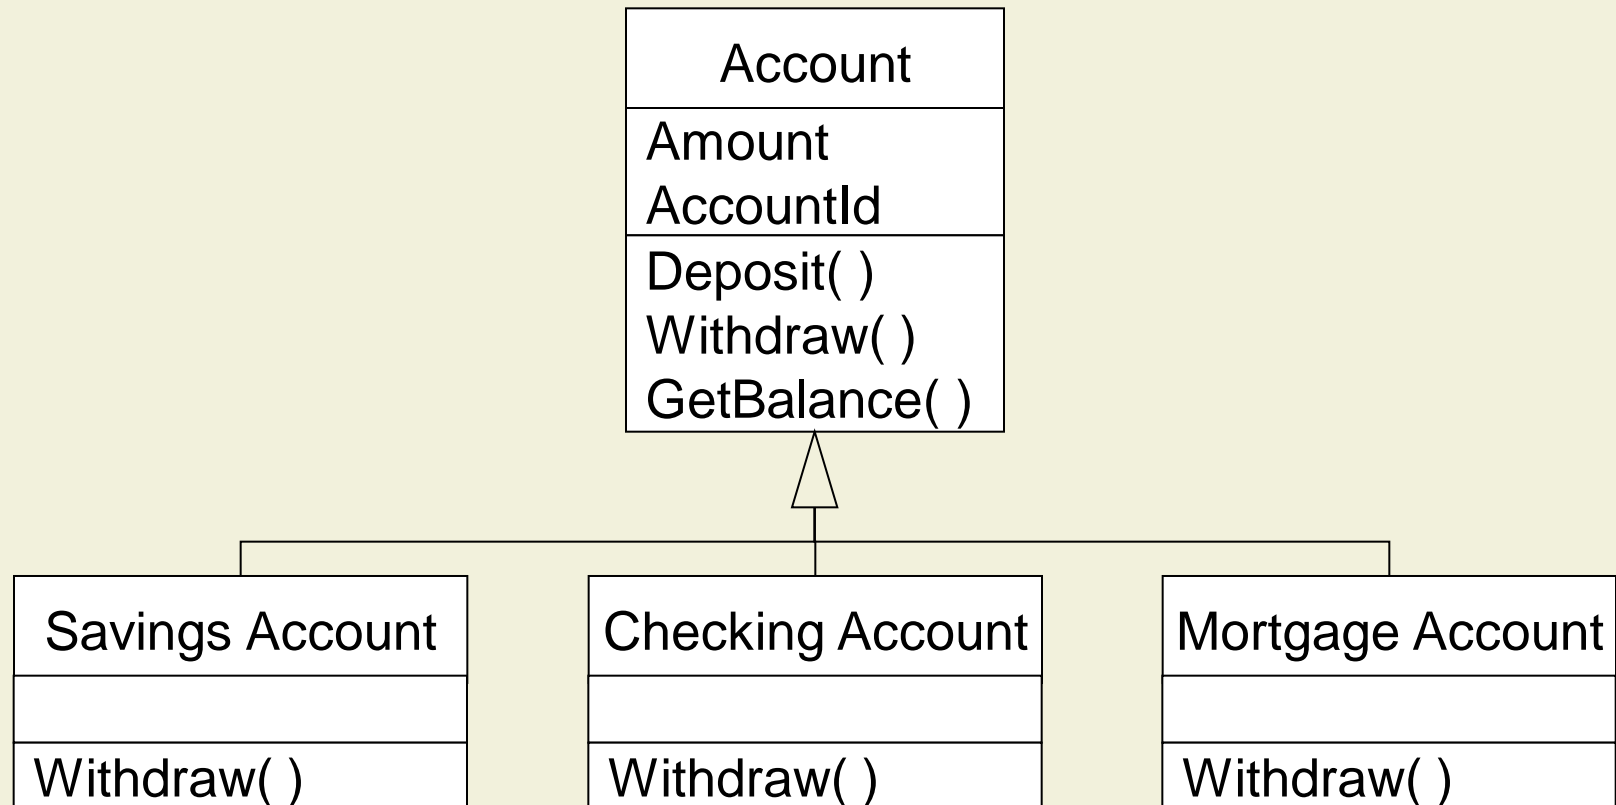 Account
Amount
AccountId
Deposit( )
Withdraw( )
GetBalance( )
Savings Account
Withdraw( )
Checking Account
Withdraw( )
Mortgage Account
Withdraw( )